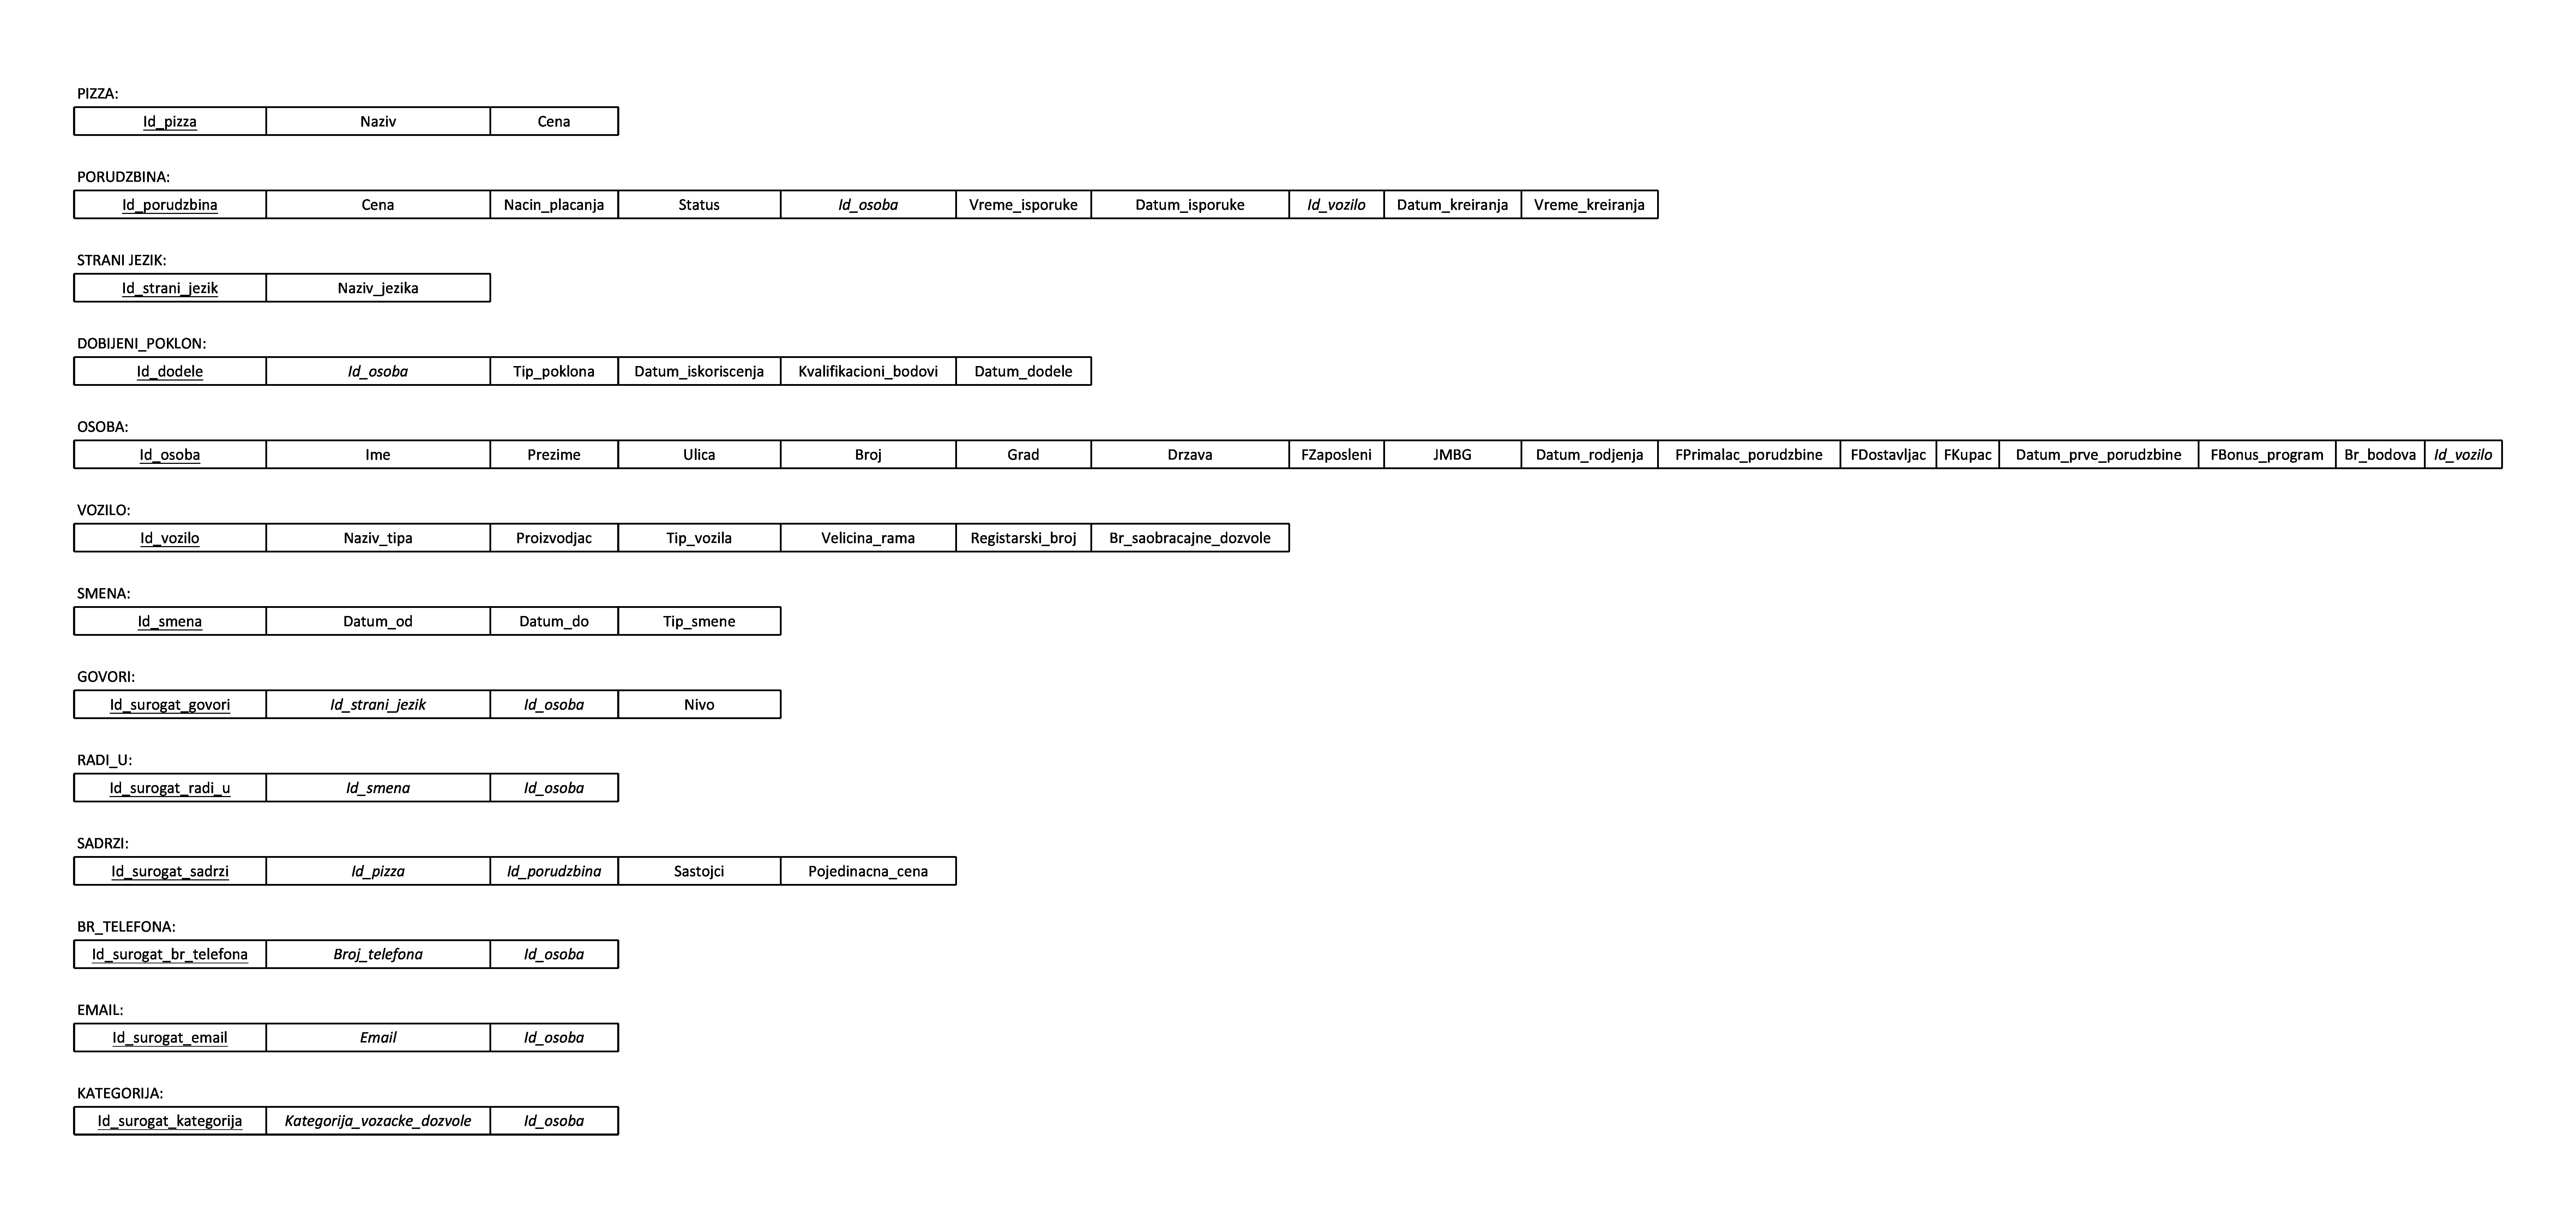 PIZZA:
Id_pizza Naziv Cena
PORUDZBINA:
Id_porudzbina Cena Nacin_placanja Status Id_osoba Vreme_isporuke Datum_isporuke Id_vozilo Datum_kreiranja Vreme_kreiranja
STRANI JEZIK:
Id_strani_jezik Naziv_jezika
DOBIJENI_POKLON:
Id_dodele Id_osoba Tip_poklona Datum_iskoriscenja Kvalifikacioni_bodovi Datum_dodele
OSOBA:
Id_osoba Ime Prezime Ulica Broj Grad Drzava FZaposleni JMBG Datum_rodjenja FPrimalac_porudzbine FDostavljac FKupac Datum_prve_porudzbine FBonus_program Br_bodova Id_vozilo
VOZILO:
Id_vozilo Naziv_tipa Proizvodjac Tip_vozila Velicina_rama Registarski_broj Br_saobracajne_dozvole
SMENA:
Id_smena Datum_od Datum_do Tip_smene
GOVORI:
Id_surogat_govori Id_strani_jezik Id_osoba Nivo
RADI_U:
Id_surogat_radi_u Id_smena Id_osoba
SADRZI:
Id_surogat_sadrzi Id_pizza Id_porudzbina Sastojci Pojedinacna_cena
BR_TELEFONA:
Id_surogat_br_telefona Broj_telefona Id_osoba
EMAIL:
Id_surogat_email Email Id_osoba
KATEGORIJA:
Id_surogat_kategorija Kategorija_vozacke_dozvole Id_osoba